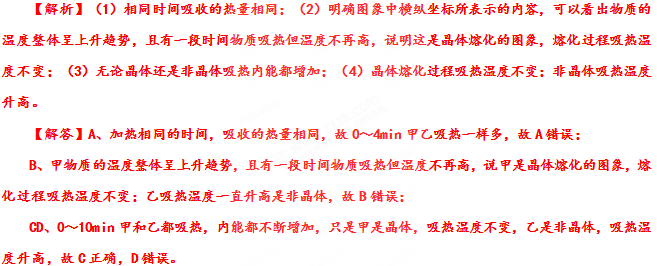 【解析】（1）相同时间吸收的热量相同；（2）明确图象中横纵坐标所表示的内容，可以看出物质的
温度整体呈上升趋势，且有一段时间物质吸热但温度不再高，说明这是晶体熔化的图象，熔化过程吸热温
度不变；（3）无论晶体还是非晶体吸热内能都增加；（4）晶体熔化过程吸热温度不变；非晶体吸热温度
升高。
【解答】A、加热相同的时间，吸收的热量相同，故 0～4min 甲乙吸热一样多，故 A 错误；
B、甲物质的温度整体呈上升趋势，且有一段时间物质吸热但温度不再高，说甲是晶体熔化的图象，熔
化过程吸热温度不变；乙吸热温度一直升高是非晶体，故 B 错误；
CD、0～10min 甲和乙都吸热，内能都不断增加，只是甲是晶体，吸热温度不变，乙是非晶体，吸热温
度升高，故 C 正确，D 错误。